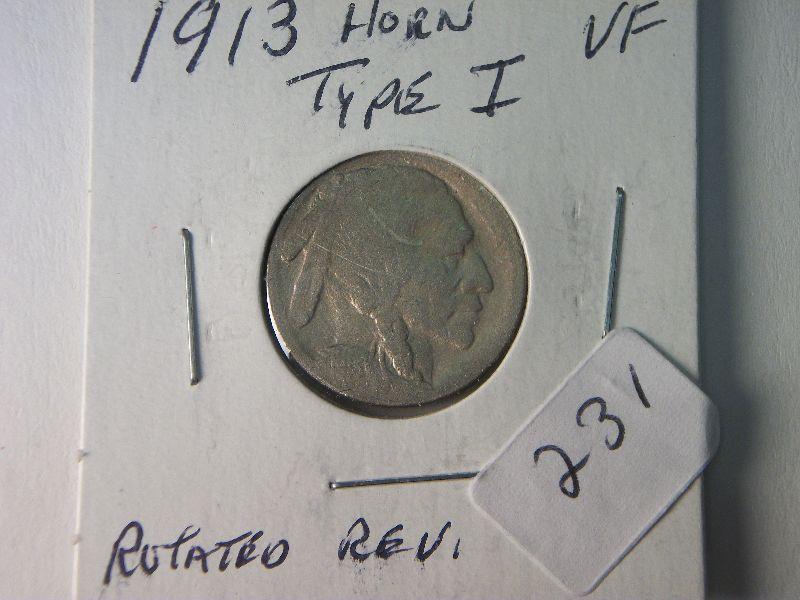 1913 HORN VF
TYPE I
231
ROTATED REV.